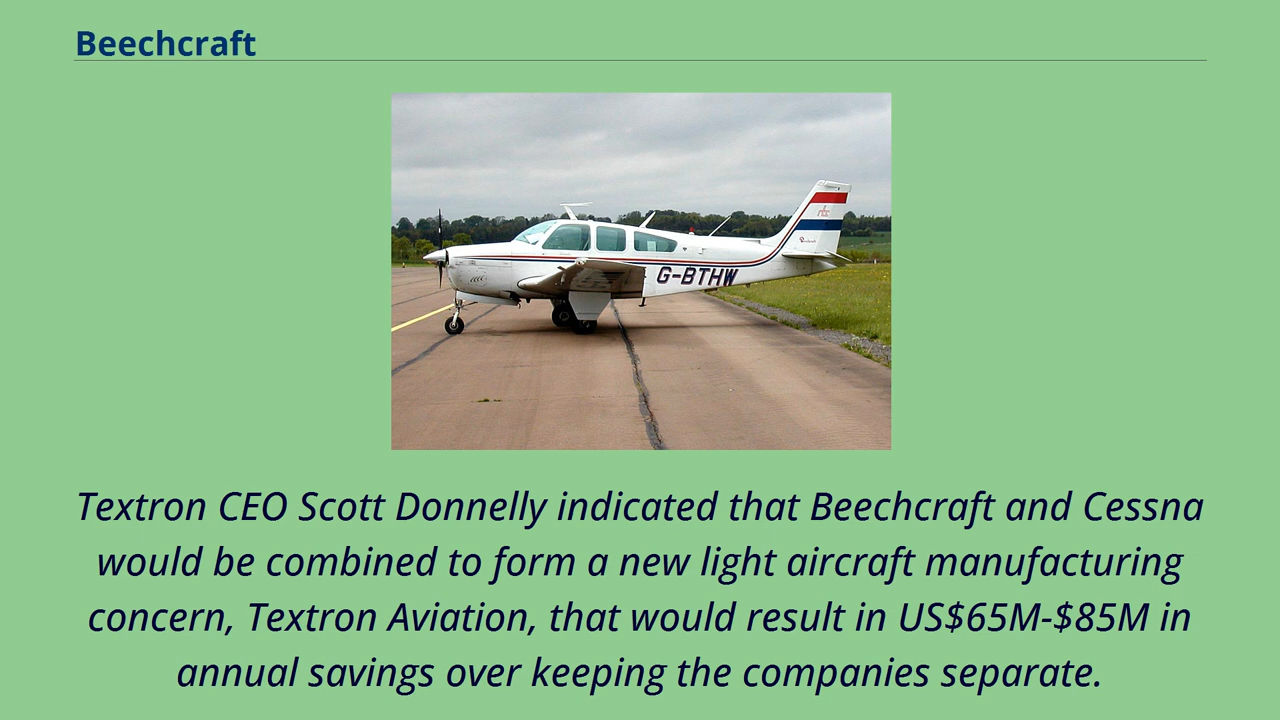 Beechcraft
G-BTHW
Textron CEO Scott Donnelly indicated that Beechcraft and Cessna
would be combined to form a new light aircraft manufacturing
concern, Textron Aviation, that would result in US$65M-$85M in
annual savings over keeping the companies separate.